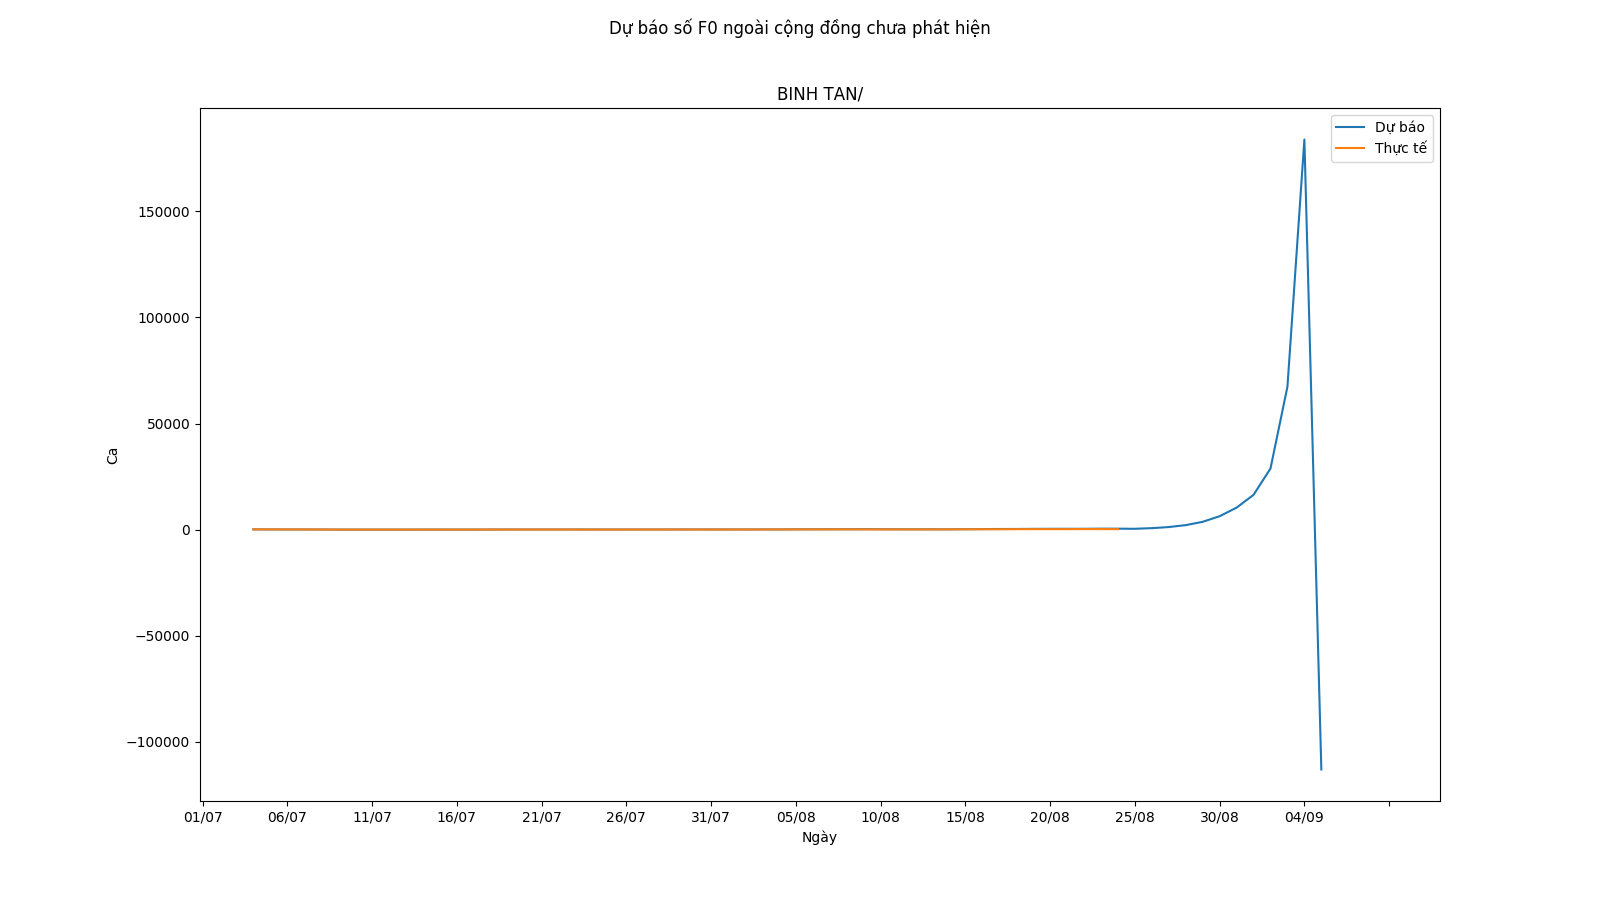 Dự báo số F0 ngoài cộng đồng chưa phát hiện
BINH TAN/
Dự báo
Thực tế
150000
100000
50000
0
−50000
−100000
Ca
01/07 06/07 11/07 16/07 21/07 26/07 31/07 05/08 10/08 15/08 20/08 25/08 30/08 04/09
Ngày